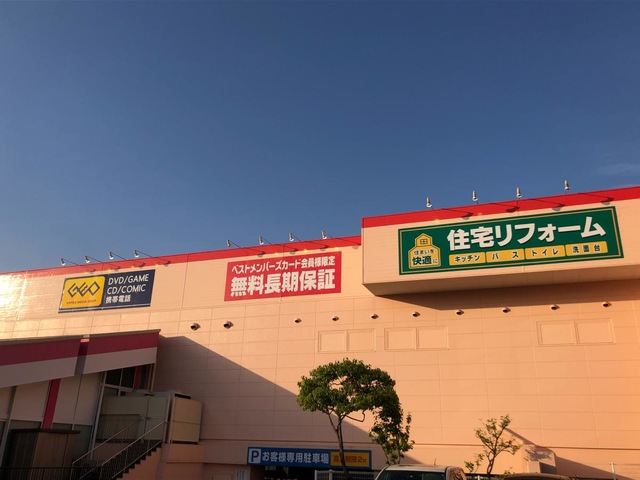 GEO
DVD/GAME
CD/COMIC
携帯電話
ベストメンバーズカード会員様限定
無料長期保証
住まいを
快適に
住宅リフォーム
キッチン バス トイレ 洗面台
P お客様専用駐車場